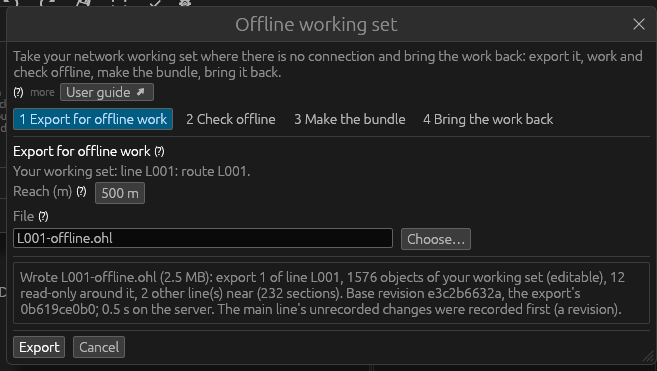 Offline working set
Take your network working set where there is no connection and bring the work back: export it, work and
check offline, make the bundle, bring it back.
(?) more User guide
1 Export for offline work 2 Check offline 3 Make the bundle 4 Bring the work back
Export for offline work (?)
Your working set: line L001: route L001.
Reach (m) (?) 500 m
File (?)
L001-offline.ohl Choose...
Wrote L001-offline.ohl (2.5 MB): export 1 of line L001, 1576 objects of your working set (editable), 12
read-only around it, 2 other line(s) near (232 sections). Base revision e3c2b6632a, the export's
0b619ce0b0; 0.5 s on the server. The main line's unrecorded changes were recorded first (a revision).
Export Cancel